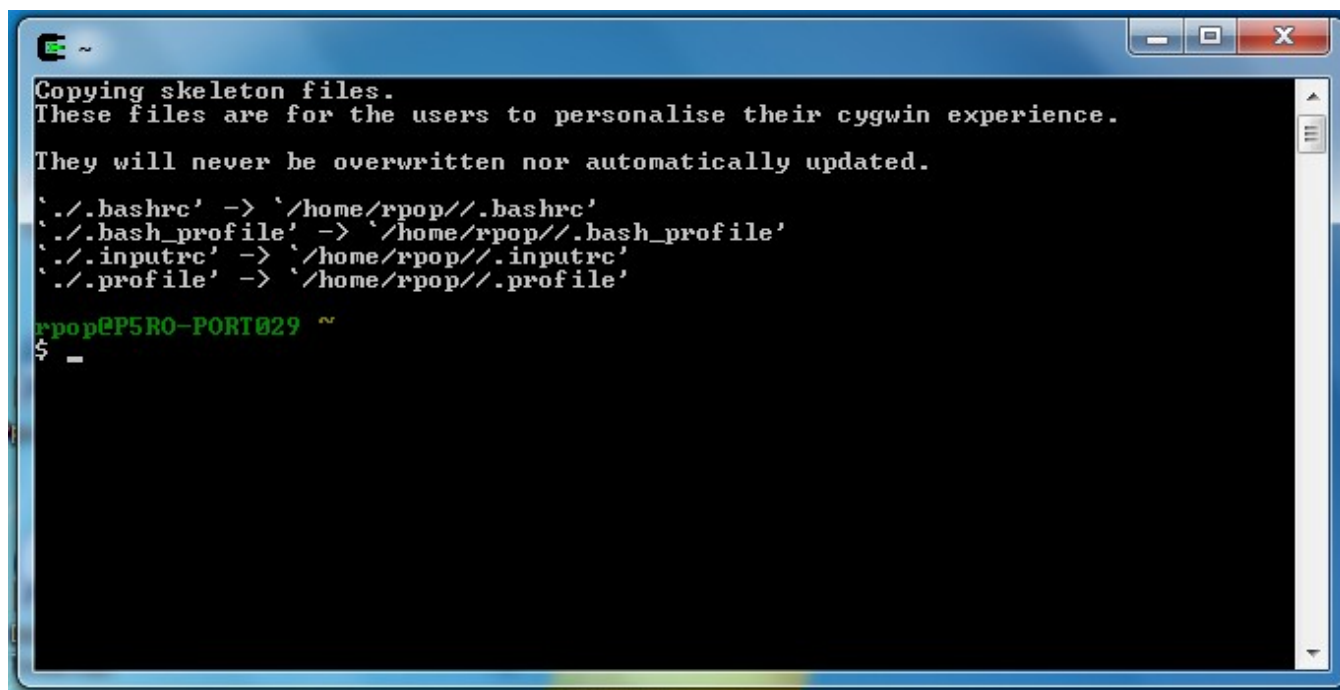 ~
Copying skeleton files.
These files are for the users to personalise their cygwin experience.
They will never be overwritten nor automatically updated.
`./.bashrc' -> `/home/rpop//.bashrc'
`./.bash_profile' -> `/home/rpop//.bash_profile'
`./.inputrc' -> `/home/rpop//.inputrc'
`./.profile' -> `/home/rpop//.profile'
rpop@P5RO-PORT029 ~
$ _